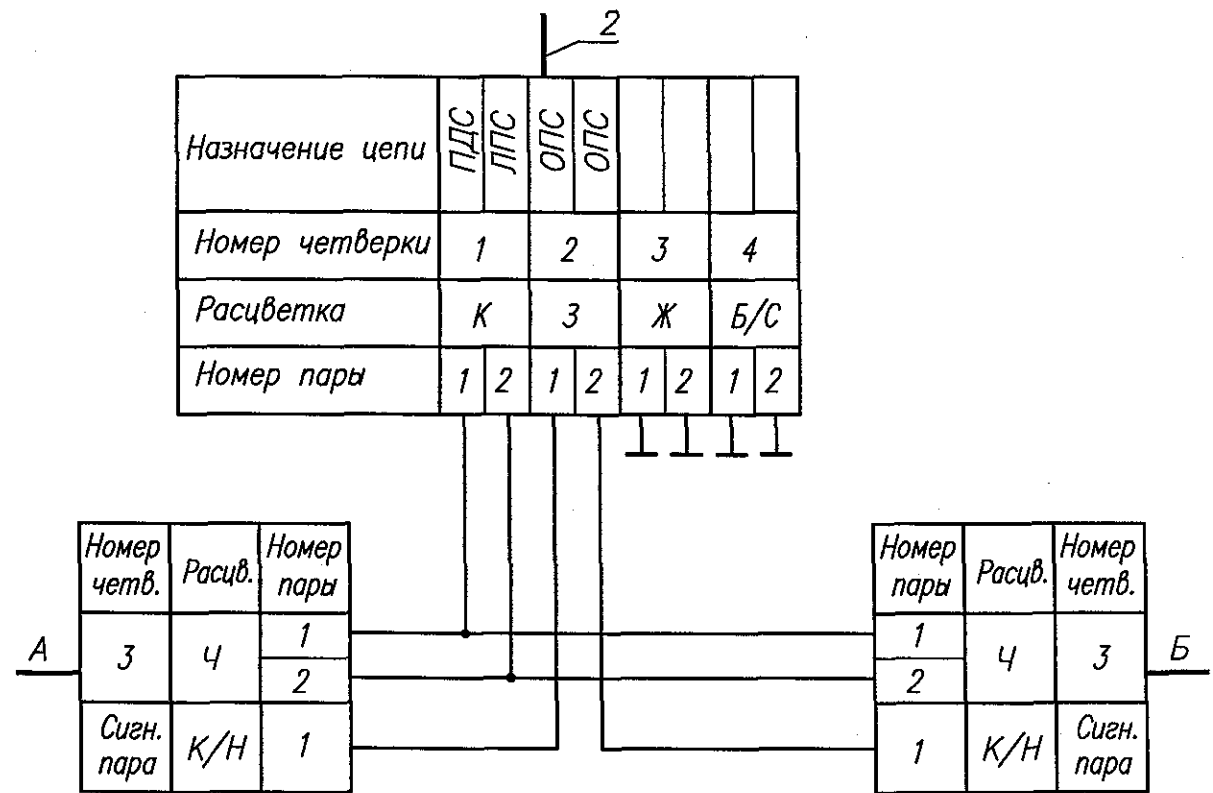 2
Назначение цепи ПДС ЛПС ОПС ОПС
Номер четверки 1 2 3 4
Расцветка К З Ж Б/С
Номер пары 1 2 1 2 1 2 1 2
Номер четв. Расцв. Номер пары
А 3 Ч 1
2
Сигн. пара К/Н 1
Номер пары Расцв. Номер четв.
1 Ч 3 Б
2
1 К/Н Сигн. пара